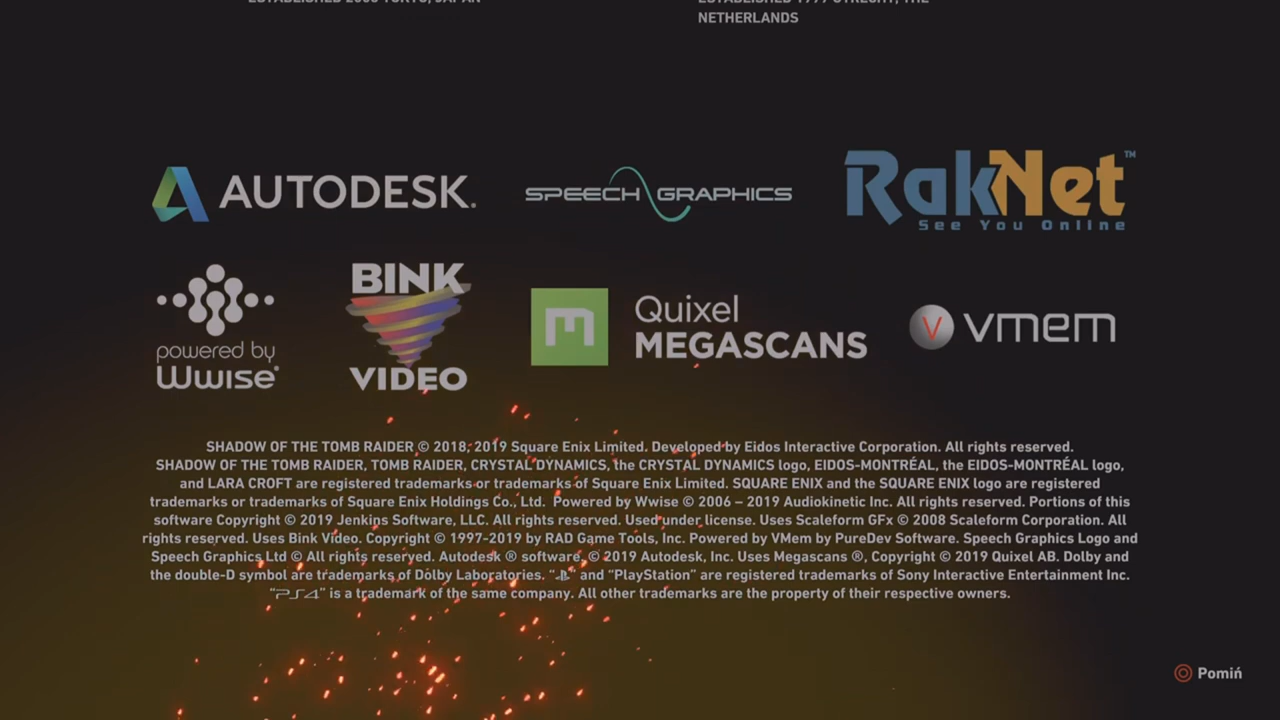 ESTABLISHED 2003 TOKYO, JAPAN
ESTABLISHED 1999 UTRECHT, THE
NETHERLANDS
AUTODESK.
SPEECH GRAPHICS
RakNet™
See You Online
powered by
Wwise®
BINK
VIDEO
m
Quixel
MEGASCANS
V vmem
SHADOW OF THE TOMB RAIDER © 2018, 2019 Square Enix Limited. Developed by Eidos Interactive Corporation. All rights reserved.
SHADOW OF THE TOMB RAIDER, TOMB RAIDER, CRYSTAL DYNAMICS, the CRYSTAL DYNAMICS logo, EIDOS-MONTRÉAL, the EIDOS-MONTRÉAL logo,
and LARA CROFT are registered trademarks or trademarks of Square Enix Limited. SQUARE ENIX and the SQUARE ENIX logo are registered
trademarks or trademarks of Square Enix Holdings Co., Ltd. Powered by Wwise © 2006 – 2019 Audiokinetic Inc. All rights reserved. Portions of this
software Copyright © 2019 Jenkins Software, LLC. All rights reserved. Used under license. Uses Scaleform GFx © 2008 Scaleform Corporation. All
rights reserved. Uses Bink Video. Copyright © 1997-2019 by RAD Game Tools, Inc. Powered by VMem by PureDev Software. Speech Graphics Logo and
Speech Graphics Ltd © All rights reserved. Autodesk ® software, © 2019 Autodesk, Inc. Uses Megascans ®, Copyright © 2019 Quixel AB. Dolby and
the double-D symbol are trademarks of Dolby Laboratories. “ ” and “PlayStation” are registered trademarks of Sony Interactive Entertainment Inc.
“PS4” is a trademark of the same company. All other trademarks are the property of their respective owners.
Pomiń